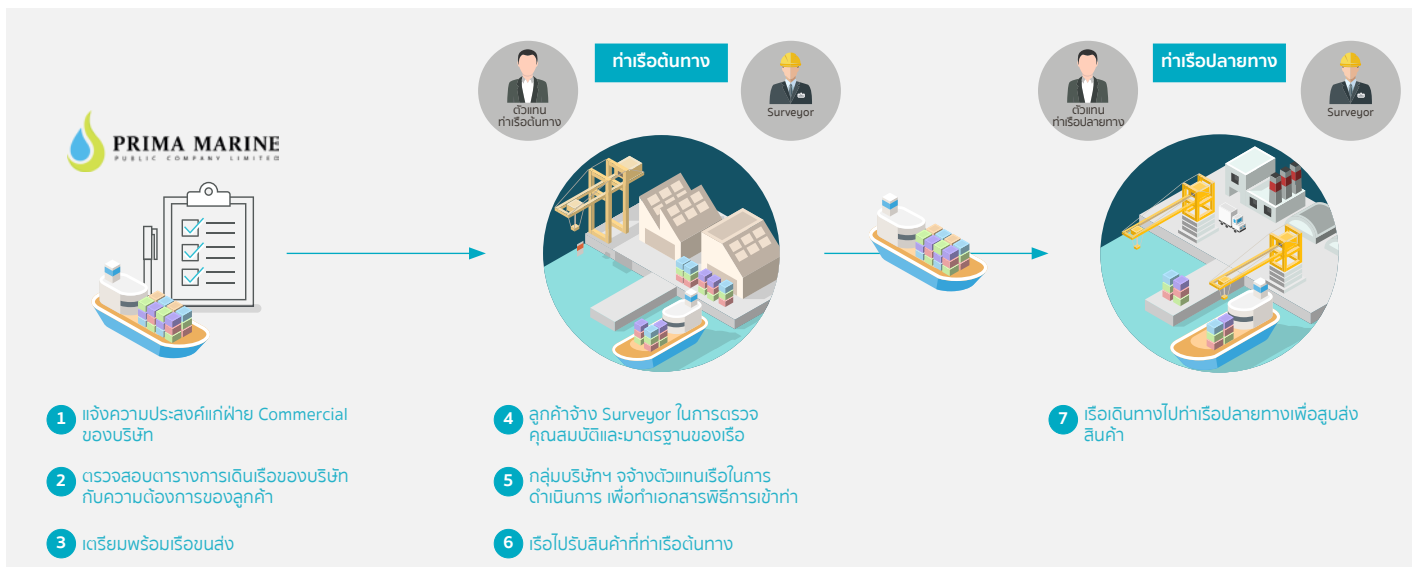 PRIMA MARINE
PUBLIC COMPANY LIMITED
ตัวแทน
ท่าเรือต้นทาง
ท่าเรือต้นทาง
Surveyor
ตัวแทน
ท่าเรือปลายทาง
ท่าเรือปลายทาง
Surveyor
1 แจ้งความประสงค์แก่ฝ่าย Commercial
ของบริษัท
2 ตรวจสอบตารางการเดินเรือของบริษัท
กับความต้องการของลูกค้า
3 เตรียมพร้อมเรือขนส่ง
4 ลูกค้าจ้าง Surveyor ในการตรวจ
คุณสมบัติและมาตรฐานของเรือ
5 กลุ่มบริษัทฯ จจ้างตัวแทนเรือในการ
ดำเนินการ เพื่อทำเอกสารพิธีการเข้าท่า
6 เรือไปรับสินค้าที่ท่าเรือต้นทาง
7 เรือเดินทางไปท่าเรือปลายทางเพื่อสูบส่ง
สินค้า